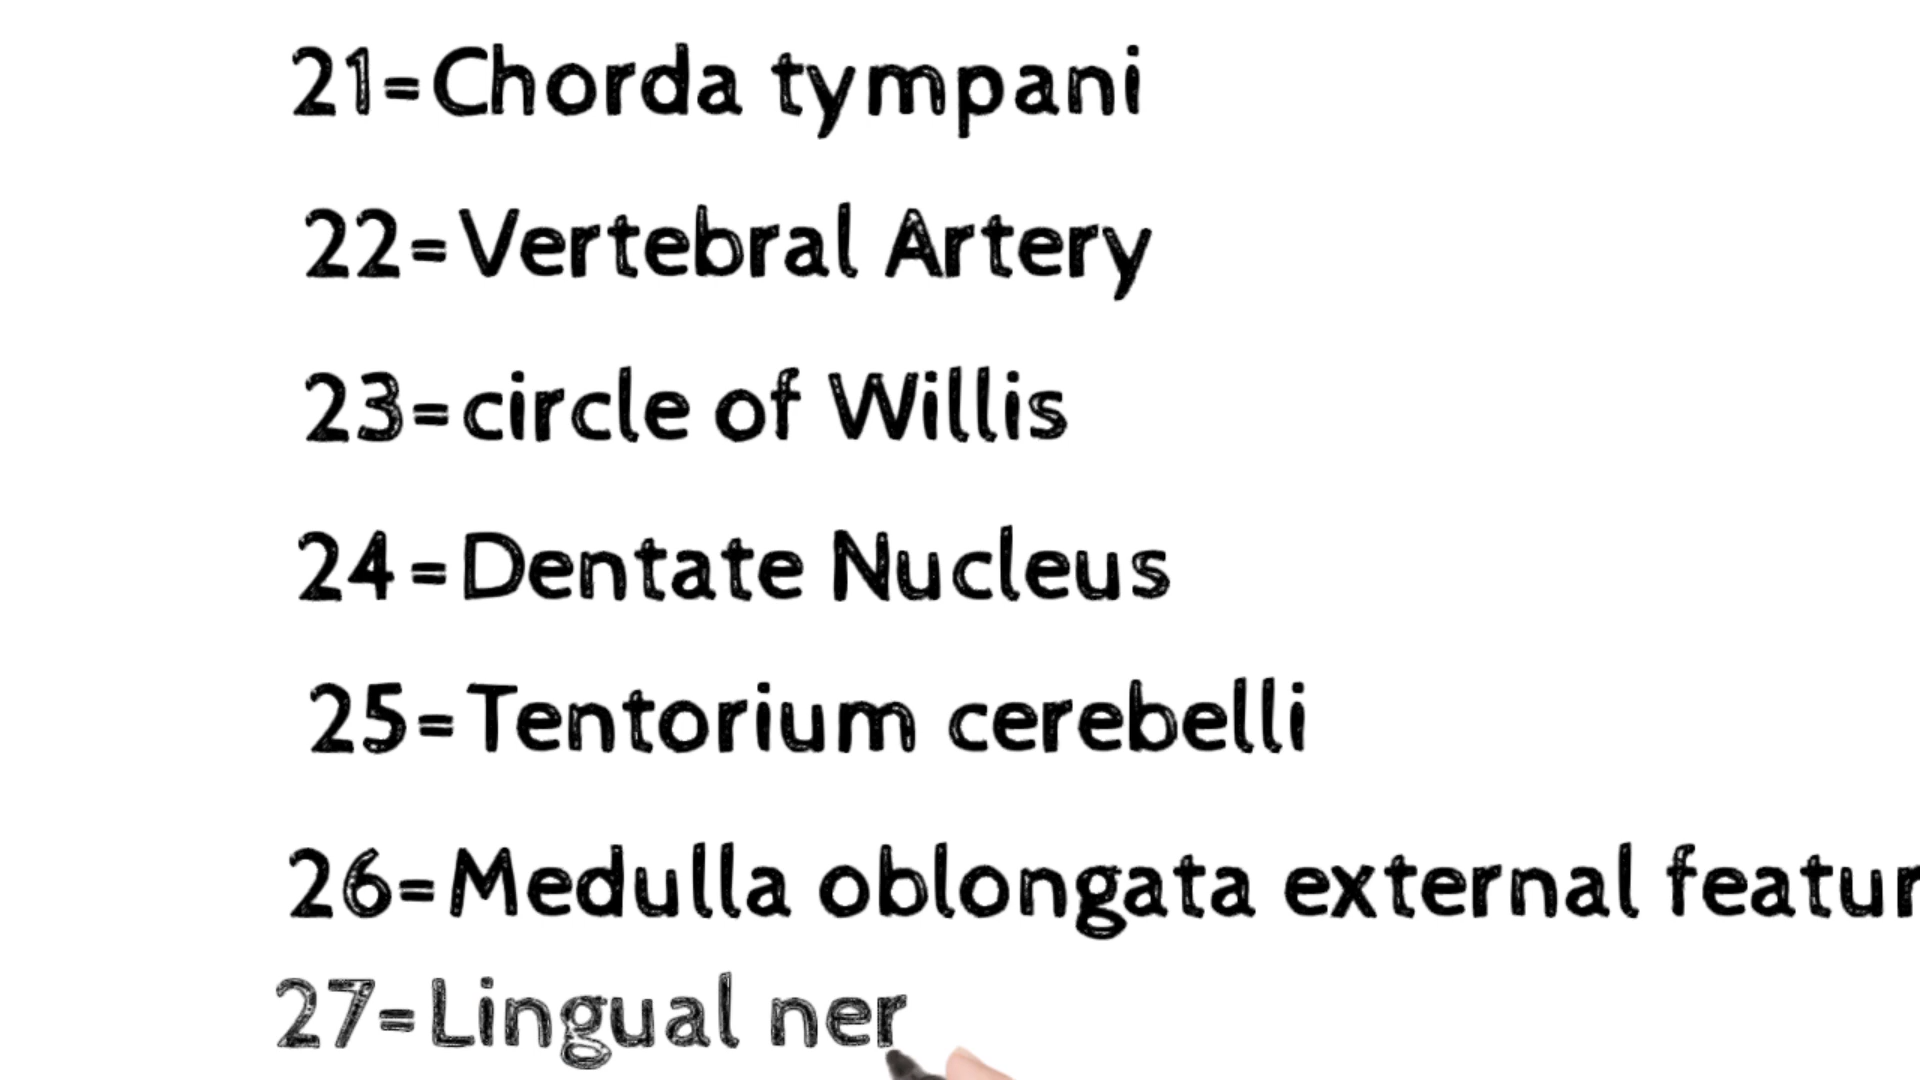 21=Chorda tympani
22=Vertebral Artery
23=circle of Willis
24=Dentate Nucleus
25=Tentorium cerebelli
26=Medulla oblongata external featur
27=Lingual ner